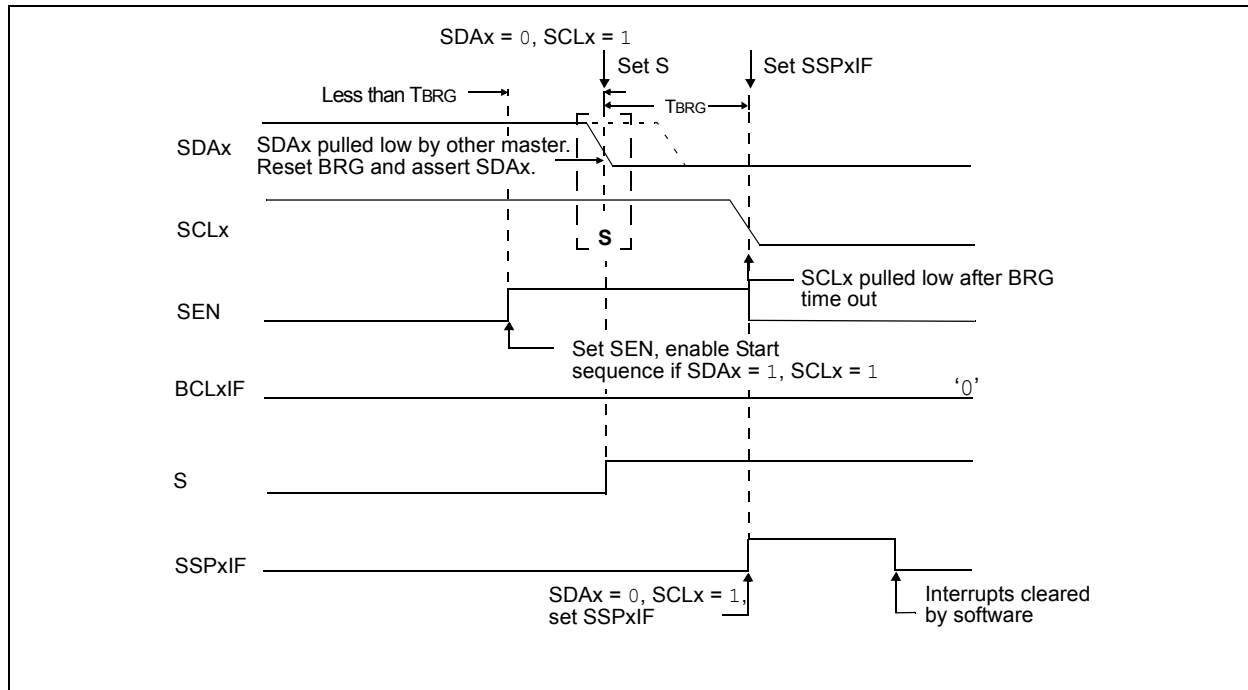 SDAx = 0, SCLx = 1
Set S
Set SSPxIF
Less than TBRG
TBRG
SDAx
SDAx pulled low by other master.
Reset BRG and assert SDAx.
SCLx
S
SCLx pulled low after BRG
time out
SEN
Set SEN, enable Start
sequence if SDAx = 1, SCLx = 1
BCLxIF
‘0’
S
SSPxIF
SDAx = 0, SCLx = 1,
set SSPxIF
Interrupts cleared
by software